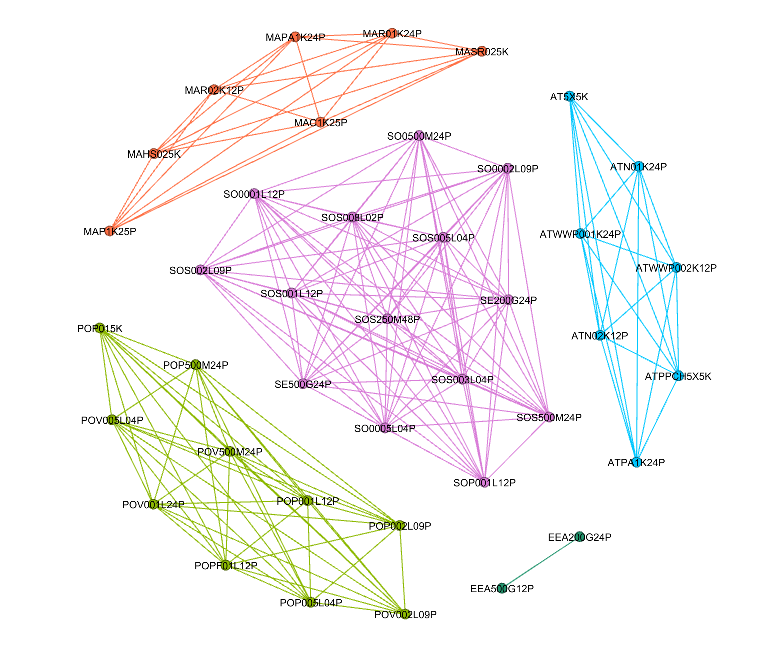 MAPA1K24P
MAR01K24P
MASR025K
MAR02K12P
MAO1K25P
MAHS025K
MAP1K25P
AT5X5K
ATN01K24P
ATWWP001K24P
ATWWP002K12P
ATN02K12P
ATPPCH5X5K
ATPA1K24P
SO0500M24P
SO0002L09P
SO0001L12P
SOS008L02P
SOS005L04P
SOS002L09P
SOS001L12P
SE200G24P
SOS250M48P
SE500G24P
SOS003L04P
SO0005L04P
SOS500M24P
SOP001L12P
POP015K
POP500M24P
POV005L04P
POV500M24P
POV001L24P
POP001L12P
POP002L09P
POPF01L12P
POP005L04P
POV002L09P
EEA200G24P
EEA500G12P